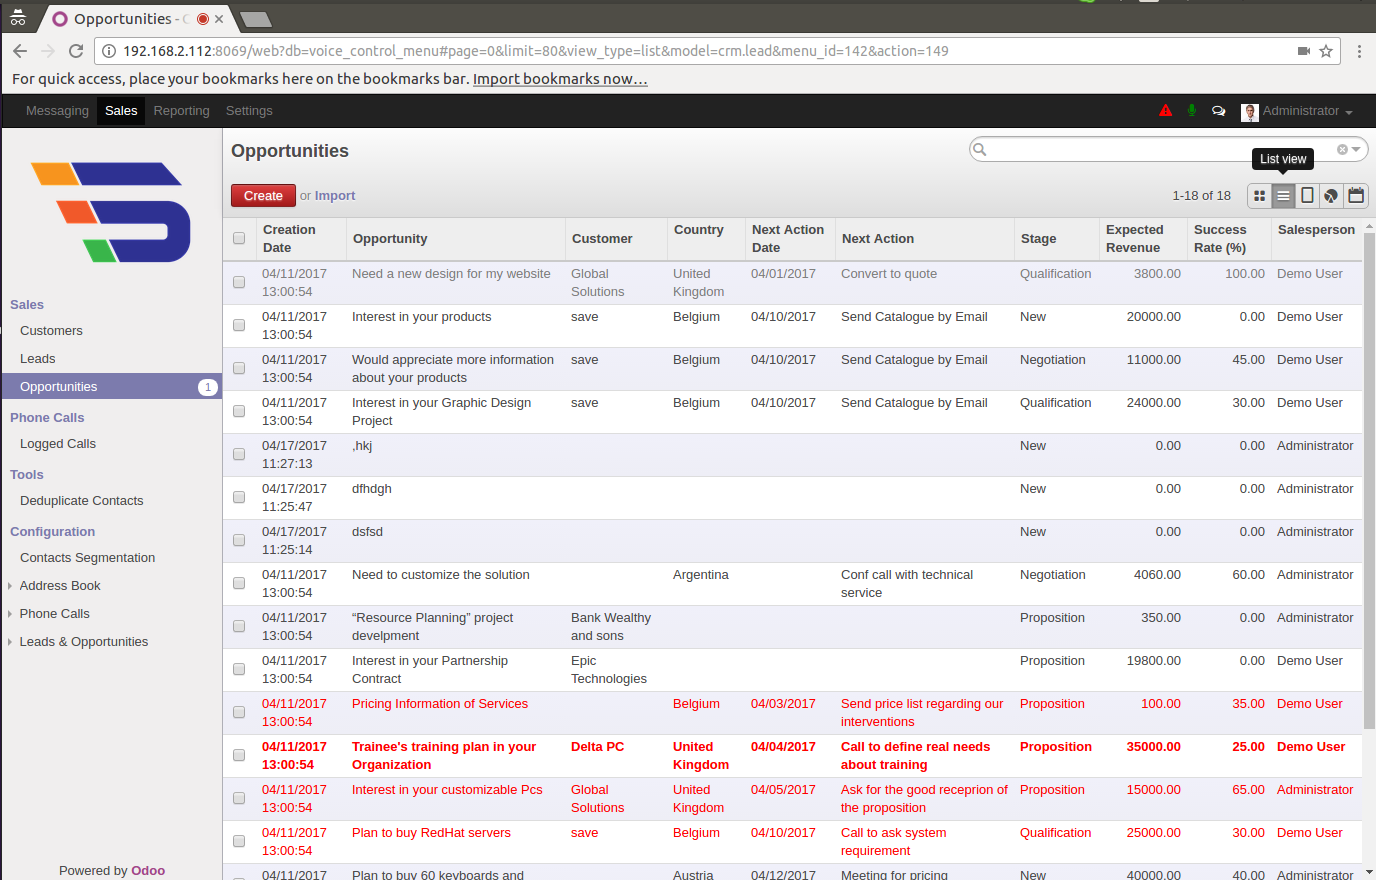 Opportunities - O
192.168.2.112:8069/web?db=voice_control_menu#page=0&limit=80&view_type=list&model=crm.lead&menu_id=142&action=149
For quick access, place your bookmarks here on the bookmarks bar. Import bookmarks now…
Messaging Sales Reporting Settings Administrator
Opportunities
List view
Create or Import 1-18 of 18
Sales
Customers
Leads
Opportunities 1
Phone Calls
Logged Calls
Tools
Deduplicate Contacts
Configuration
Contacts Segmentation
Address Book
Phone Calls
Leads & Opportunities
Powered by Odoo
Creation Opportunity Customer Country Next Action Next Action Stage Expected Success Salesperson
Date Date Revenue Rate (%)
04/11/2017 Need a new design for my website Global United 04/01/2017 Convert to quote Qualification 3800.00 100.00 Demo User
13:00:54 Solutions Kingdom
04/11/2017 Interest in your products save Belgium 04/10/2017 Send Catalogue by Email New 20000.00 0.00 Demo User
13:00:54
04/11/2017 Would appreciate more information save Belgium 04/10/2017 Send Catalogue by Email Negotiation 11000.00 45.00 Demo User
13:00:54 about your products
04/11/2017 Interest in your Graphic Design save Belgium 04/10/2017 Send Catalogue by Email Qualification 24000.00 30.00 Demo User
13:00:54 Project
04/17/2017 ,hkj New 0.00 0.00 Administrator
11:27:13
04/17/2017 dfhdgh New 0.00 0.00 Administrator
11:25:47
04/17/2017 dsfsd New 0.00 0.00 Administrator
11:25:14
04/11/2017 Need to customize the solution Argentina Conf call with technical Negotiation 4060.00 60.00 Administrator
13:00:54 service
04/11/2017 “Resource Planning” project Bank Wealthy Proposition 350.00 0.00 Administrator
13:00:54 develpment and sons
04/11/2017 Interest in your Partnership Epic Proposition 19800.00 0.00 Demo User
13:00:54 Contract Technologies
04/11/2017 Pricing Information of Services Belgium 04/03/2017 Send price list regarding our Proposition 100.00 35.00 Demo User
13:00:54 interventions
04/11/2017 Trainee's training plan in your Delta PC United 04/04/2017 Call to define real needs Proposition 35000.00 25.00 Demo User
13:00:54 Organization Kingdom about training
04/11/2017 Interest in your customizable Pcs Global United 04/05/2017 Ask for the good receprion of Proposition 15000.00 65.00 Administrator
13:00:54 Solutions Kingdom the proposition
04/11/2017 Plan to buy RedHat servers save Belgium 04/10/2017 Call to ask system Qualification 25000.00 30.00 Demo User
13:00:54 requirement
04/11/2017 Plan to buy 60 keyboards and Austria 04/12/2017 Meeting for pricing New 40000.00 40.00 Administrator